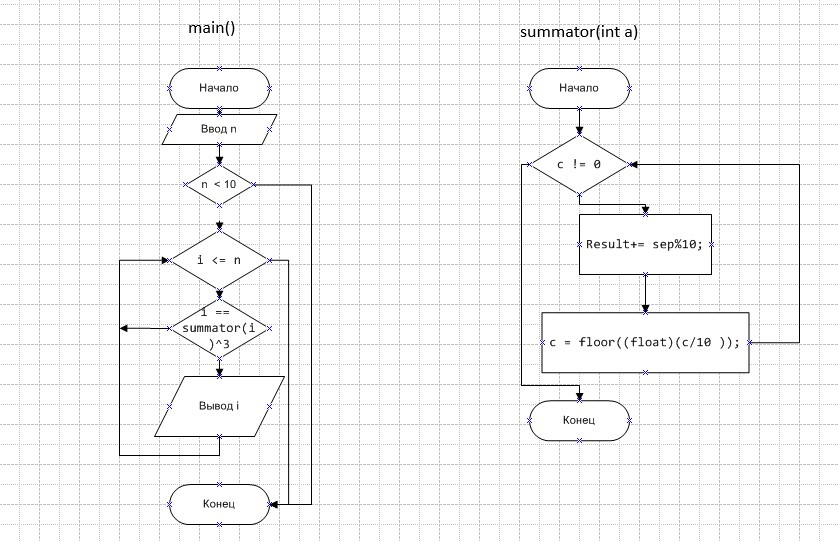 main()
Начало
Ввод n
n < 10
i <= n
i ==
summator(i
)^3
Вывод i
Конец
summator(int a)
Начало
c != 0
Result+= sep%10;
c = floor((float)(c/10 ));
Конец